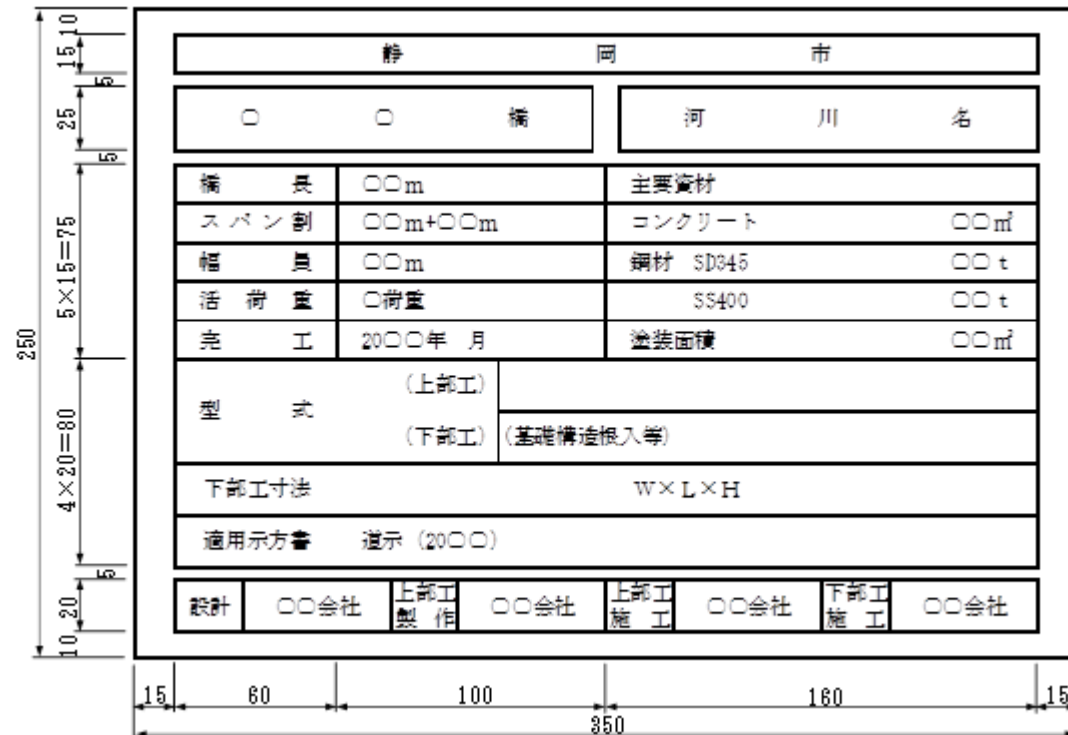 静岡市
○○橋 河川名
橋長 ○○m 主要資材
スパン割 ○○m+○○m コンクリート ○○㎥
幅員 ○○m 鋼材 SD345 ○○t
活荷重 ○荷重 SS400 ○○t
完工 20○○年 月 塗装面積 ○○㎡
型式 (上部工)
(下部工) (基礎構造根入等)
下部工寸法 W×L×H
適用示方書 道示 (20○○)
設計 ○○会社 上部工製作 ○○会社 上部工施工 ○○会社 下部工施工 ○○会社
10
15
5
25
5
5×15=75
250
4×20=80
5
20
10
15 60 100 160 15
350